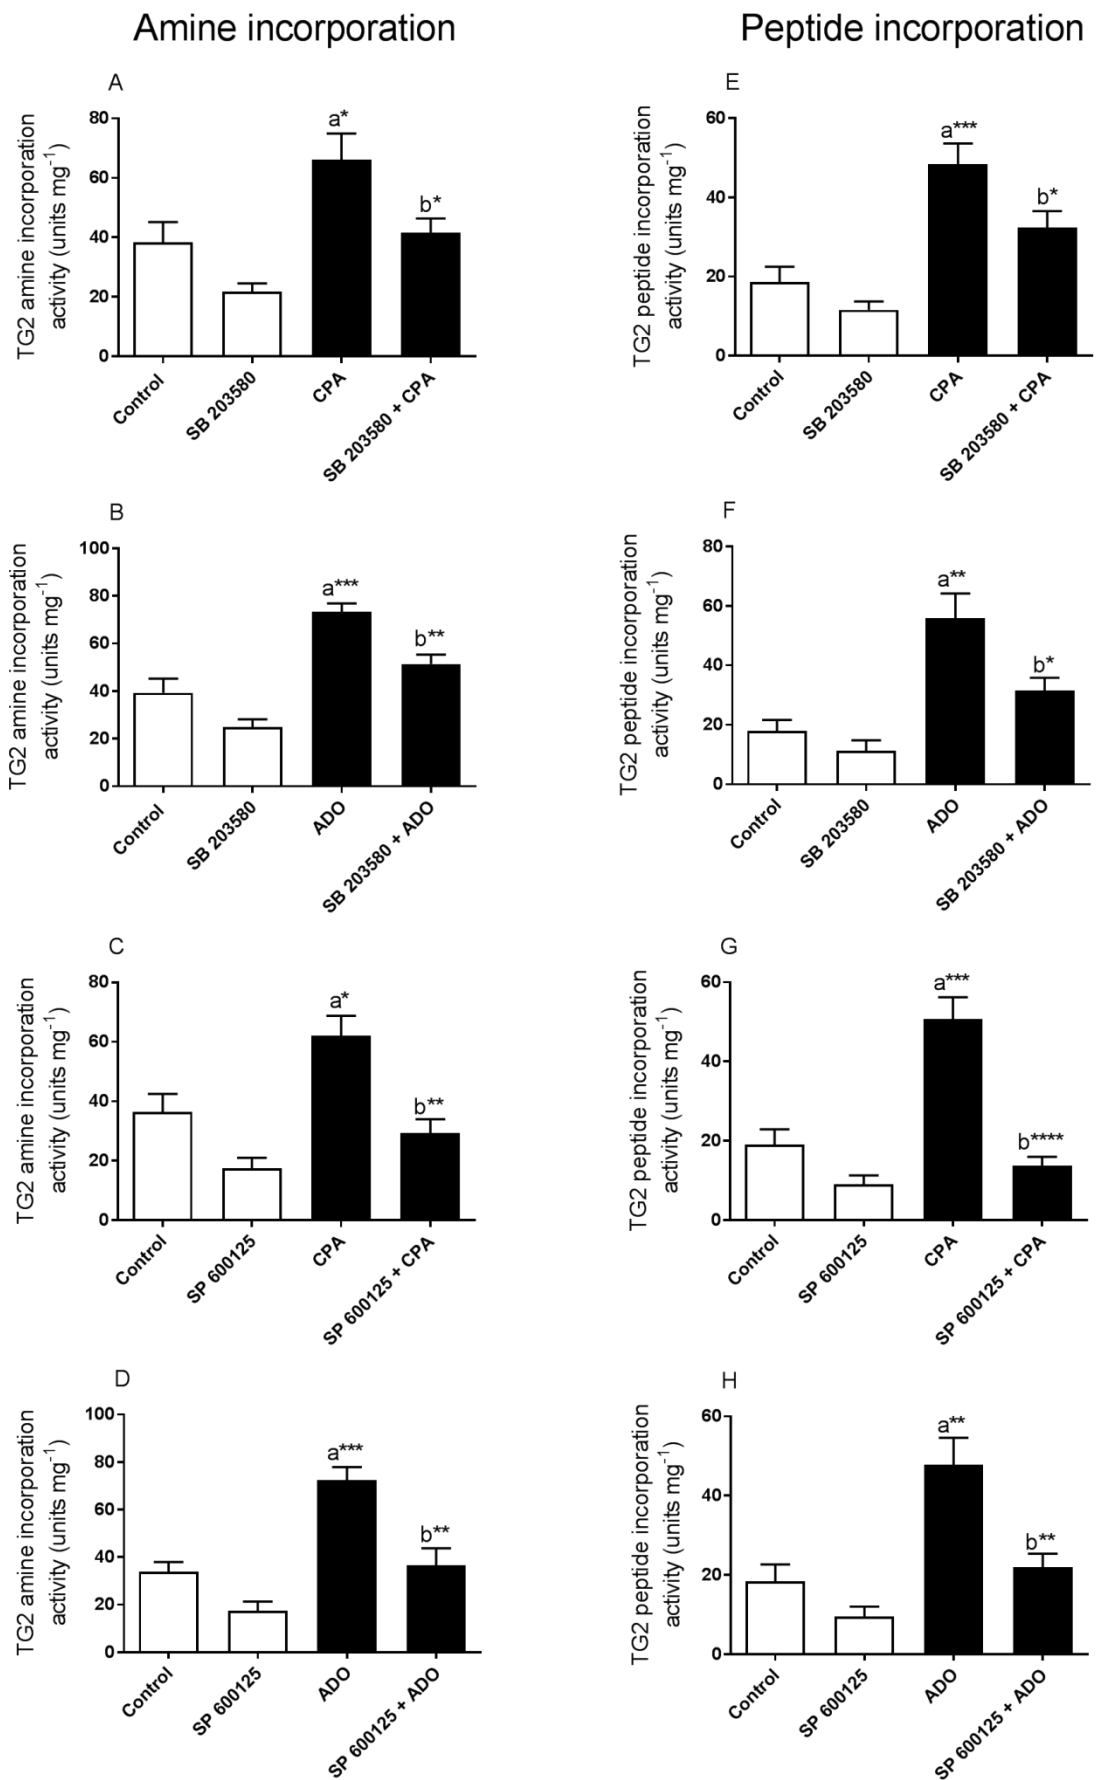 Amine incorporation
Peptide incorporation
A
TG2 amine incorporation
activity (units mg⁻¹)
80
60
40
20
0
a*
b*
Control
SB 203580
CPA
SB 203580 + CPA
E
TG2 peptide incorporation
activity (units mg⁻¹)
60
40
20
0
a***
b*
Control
SB 203580
CPA
SB 203580 + CPA
B
TG2 amine incorporation
activity (units mg⁻¹)
100
80
60
40
20
0
a***
b**
Control
SB 203580
ADO
SB 203580 + ADO
F
TG2 peptide incorporation
activity (units mg⁻¹)
80
60
40
20
0
a**
b*
Control
SB 203580
ADO
SB 203580 + ADO
C
TG2 amine incorporation
activity (units mg⁻¹)
80
60
40
20
0
a*
b**
Control
SP 600125
CPA
SP 600125 + CPA
G
TG2 peptide incorporation
activity (units mg⁻¹)
60
40
20
0
a***
b****
Control
SP 600125
CPA
SP 600125 + CPA
D
TG2 amine incorporation
activity (units mg⁻¹)
100
80
60
40
20
0
a***
b**
Control
SP 600125
ADO
SP 600125 + ADO
H
TG2 peptide incorporation
activity (units mg⁻¹)
60
40
20
0
a**
b**
Control
SP 600125
ADO
SP 600125 + ADO